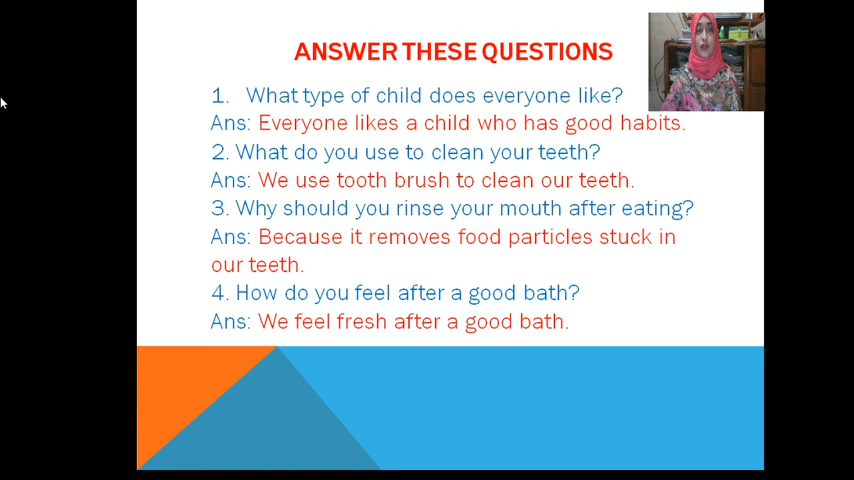 ANSWER THESE QUESTIONS
1. What type of child does everyone like?
Ans: Everyone likes a child who has good habits.
2. What do you use to clean your teeth?
Ans: We use tooth brush to clean our teeth.
3. Why should you rinse your mouth after eating?
Ans: Because it removes food particles stuck in
our teeth.
4. How do you feel after a good bath?
Ans: We feel fresh after a good bath.